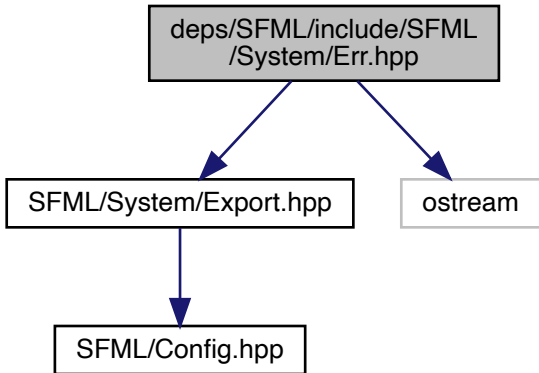 deps/SFML/include/SFML
/System/Err.hpp
SFML/System/Export.hpp
ostream
SFML/Config.hpp